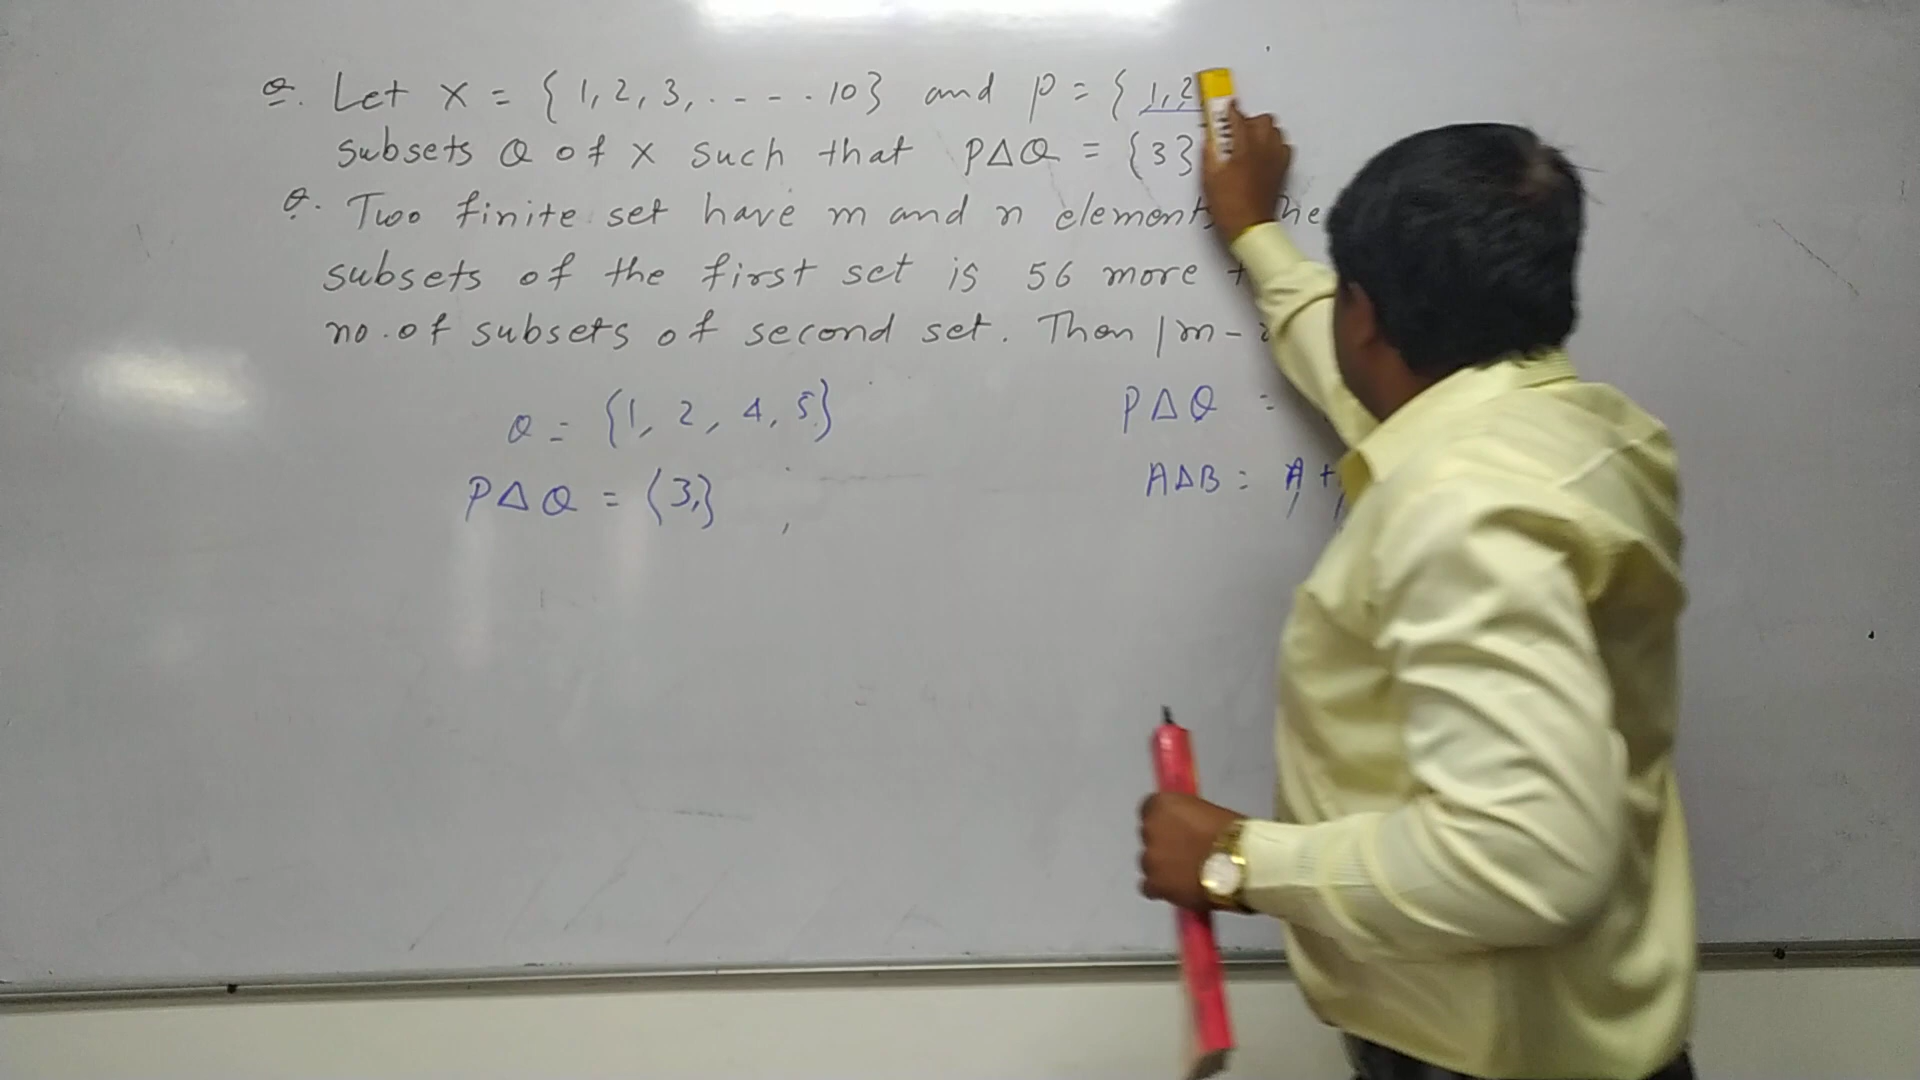 Q. Let X = {1, 2, 3, . - - - . 10} and P = {1, 2
subsets Q of X such that P∆Q = {3}
Q. Two finite set have m and n elements
subsets of the first set is 56 more
no. of subsets of second set. Then |m -
Q = {1, 2, 4, 5}
P∆Q =
P∆Q = {3,}
A∆B = A +